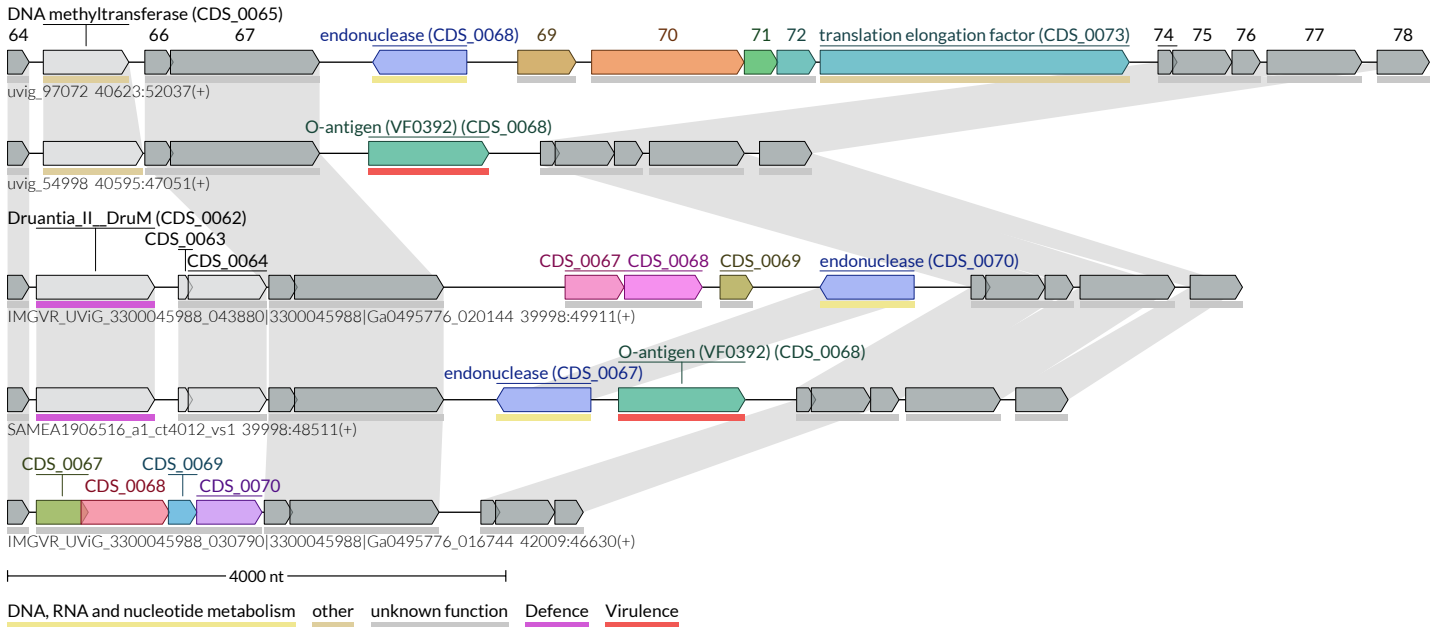 DNA methyltransferase (CDS_0065)
64 66 67 endonuclease (CDS_0068) 69 70 71 72 translation elongation factor (CDS_0073) 74 75 76 77 78
uvig_97072 40623:52037(+)
O-antigen (VF0392) (CDS_0068)
uvig_54998 40595:47051(+)
Druantia_II__DruM (CDS_0062)
CDS_0063
CDS_0064 CDS_0067 CDS_0068 CDS_0069 endonuclease (CDS_0070)
IMGVR_UViG_3300045988_043880|3300045988|Ga0495776_020144 39998:49911(+)
O-antigen (VF0392) (CDS_0068)
endonuclease (CDS_0067)
SAMEA1906516_a1_ct4012_vs1 39998:48511(+)
CDS_0067 CDS_0069
CDS_0068 CDS_0070
IMGVR_UViG_3300045988_030790|3300045988|Ga0495776_016744 42009:46630(+)
4000 nt
DNA, RNA and nucleotide metabolism other unknown function Defence Virulence